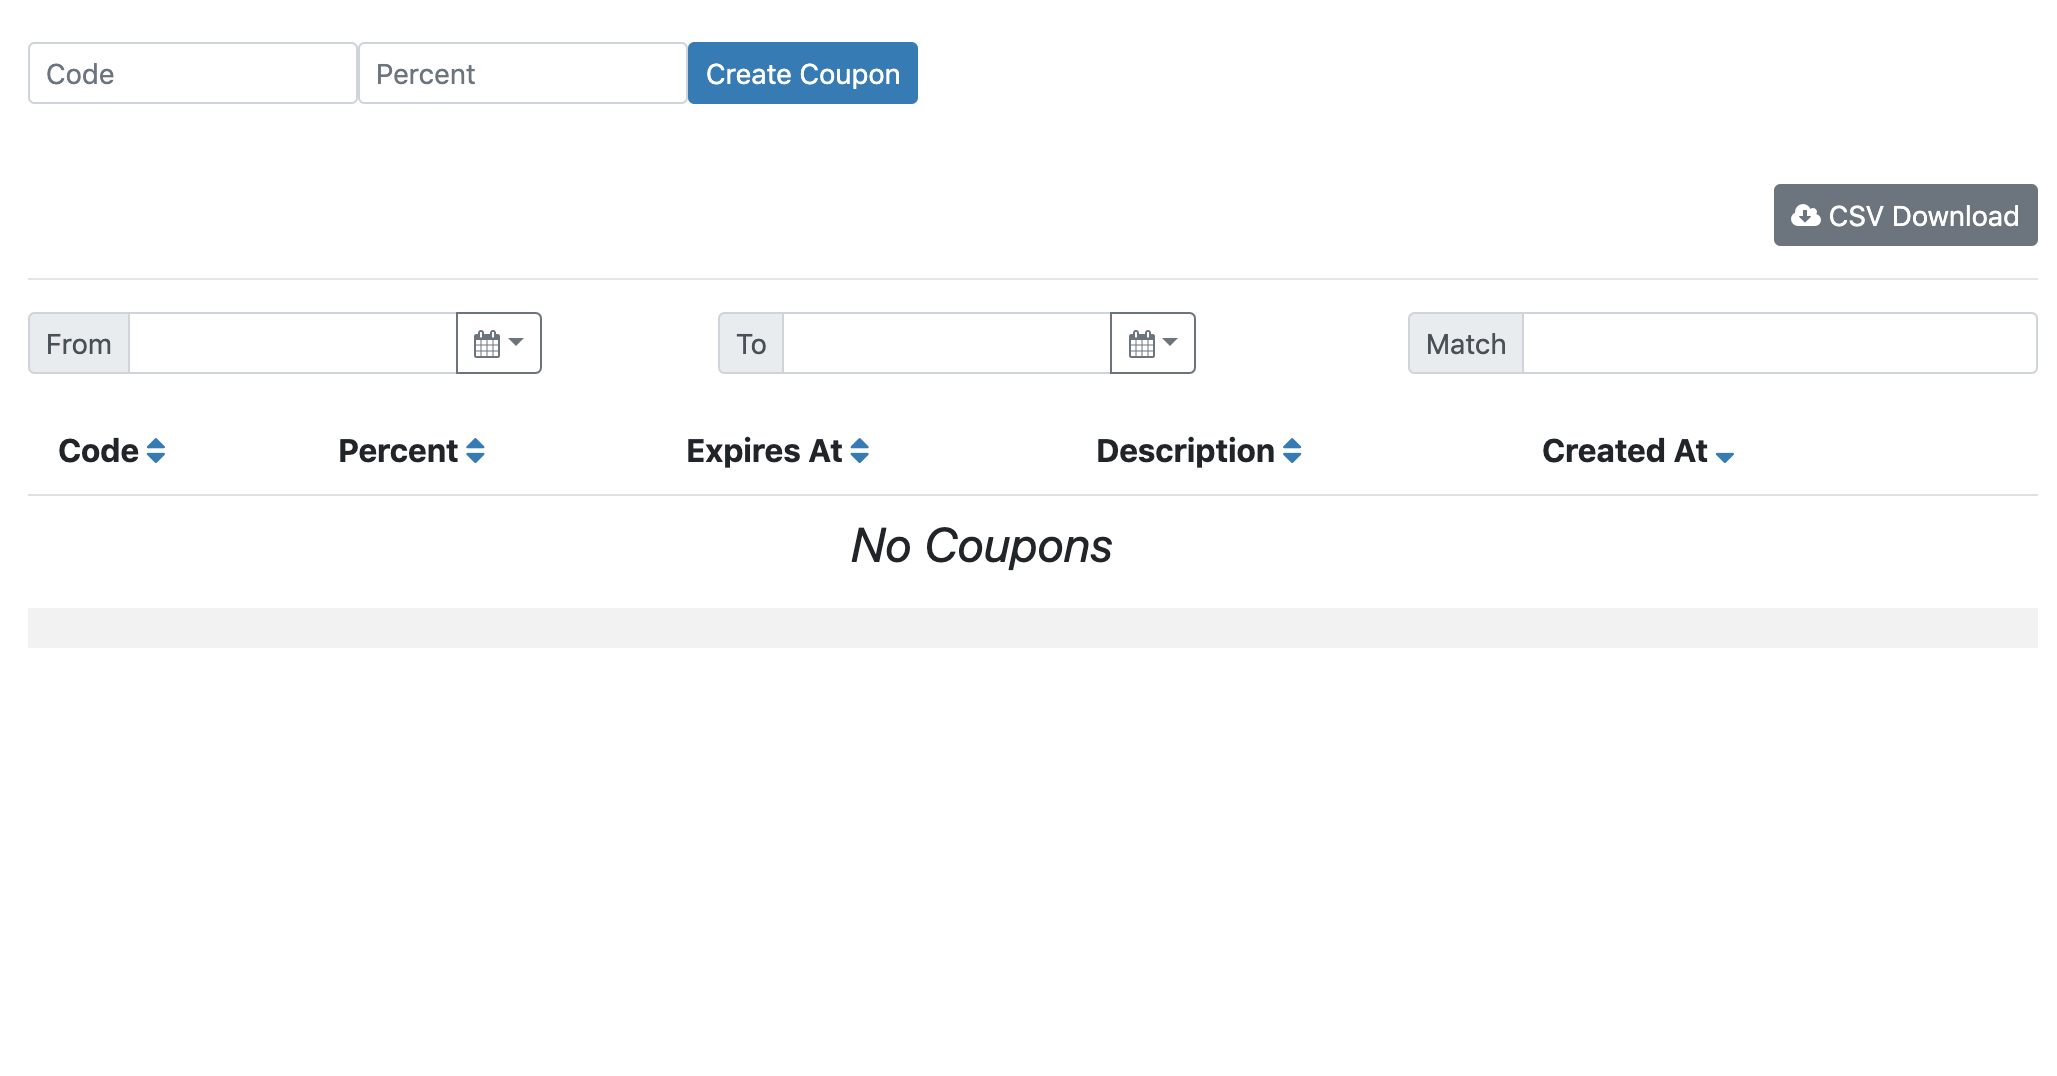 Code Percent Create Coupon
CSV Download
From To Match
Code Percent Expires At Description Created At
No Coupons